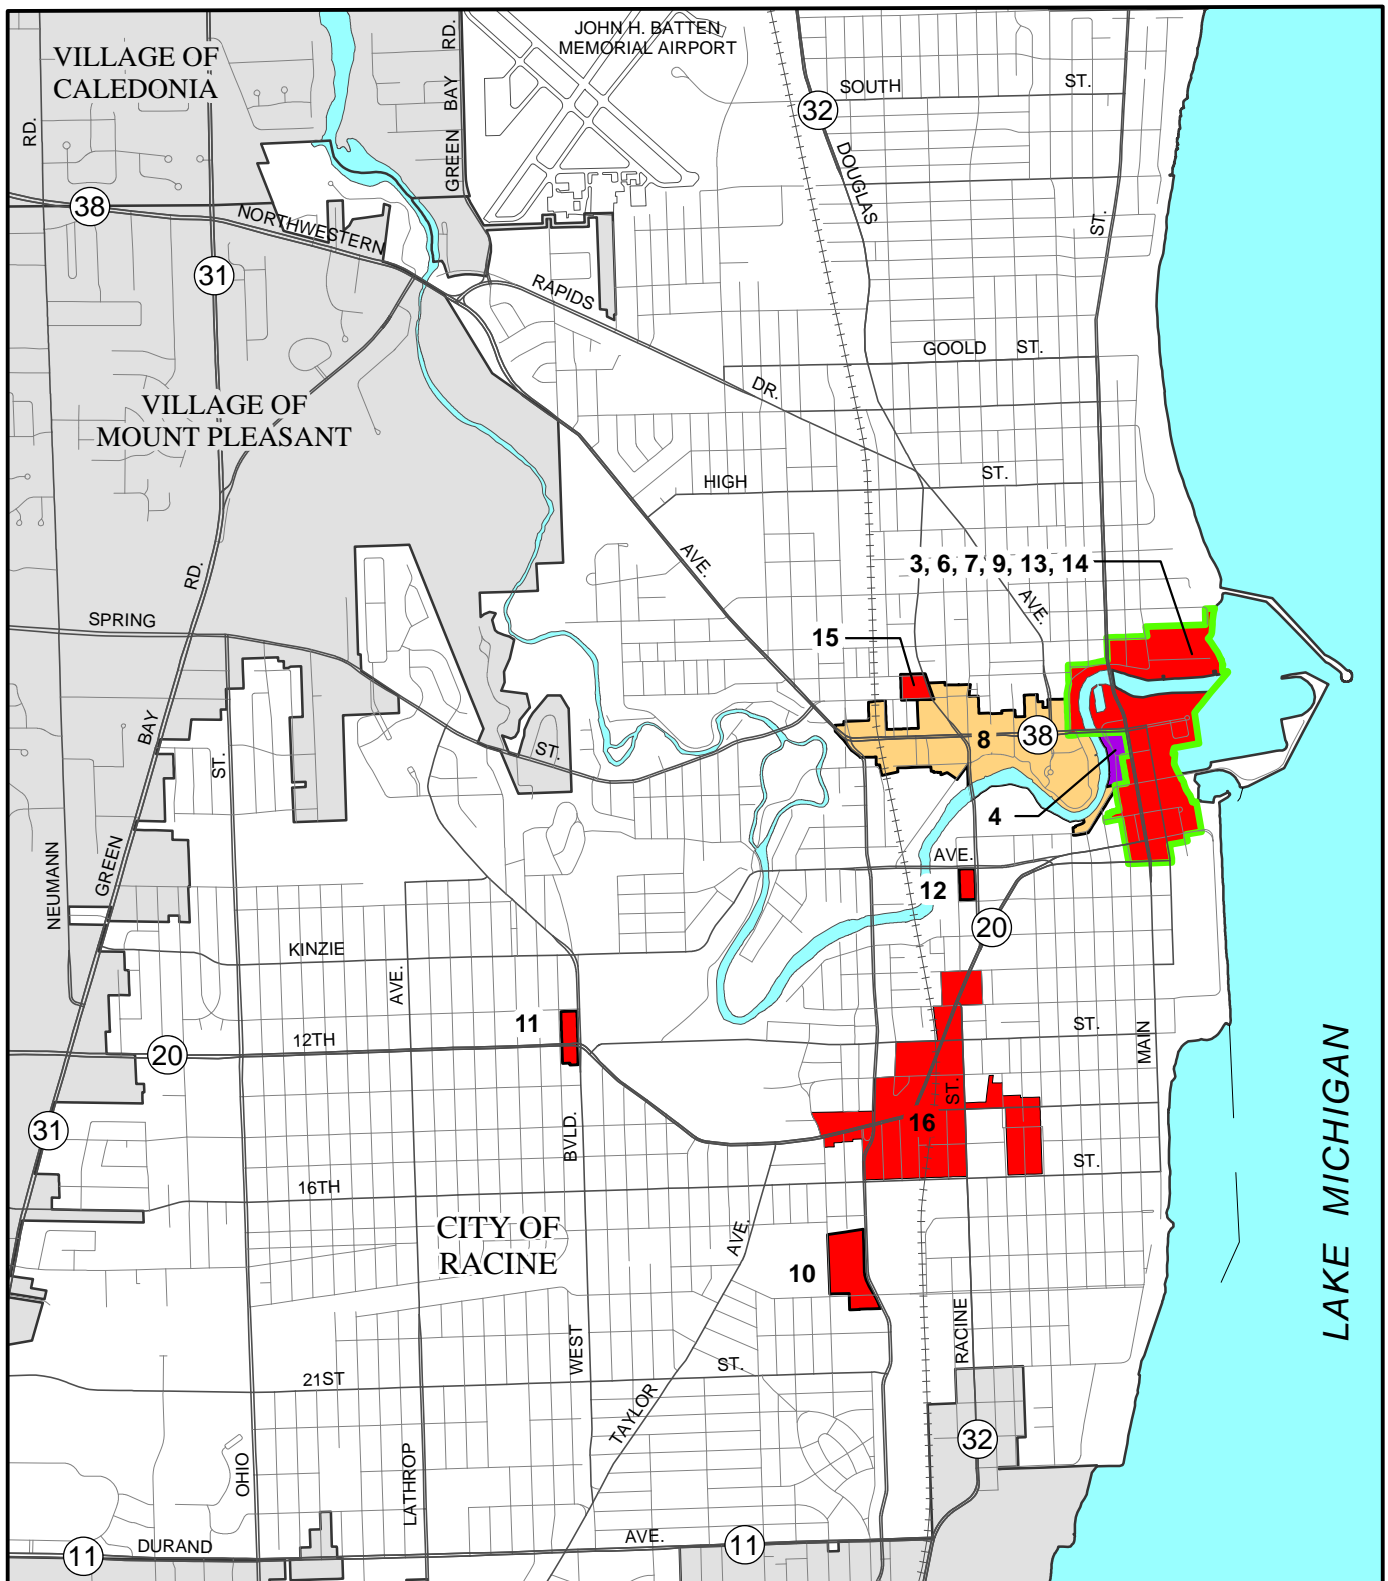 JOHN H. BATTEN
MEMORIAL AIRPORT
VILLAGE OF
CALEDONIA
RD.
GREEN BAY RD.
SOUTH ST.
32
DOUGLAS
38
NORTHWESTERN
31
RAPIDS
ST.
GOOLD ST.
DR.
VILLAGE OF
MOUNT PLEASANT
HIGH ST.
AVE.
3, 6, 7, 9, 13, 14
RD.
AVE.
SPRING
15
BAY
ST.
ST.
8
38
4
NEUMANN
GREEN
AVE.
12
20
KINZIE
AVE.
11
12TH
ST.
MAIN
20
LAKE MICHIGAN
31
BVLD.
ST.
16
16TH
ST.
CITY OF
RACINE
AVE.
10
RACINE
WEST
21ST
ST.
TAYLOR
32
OHIO
LATHROP
DURAND
AVE.
11
11